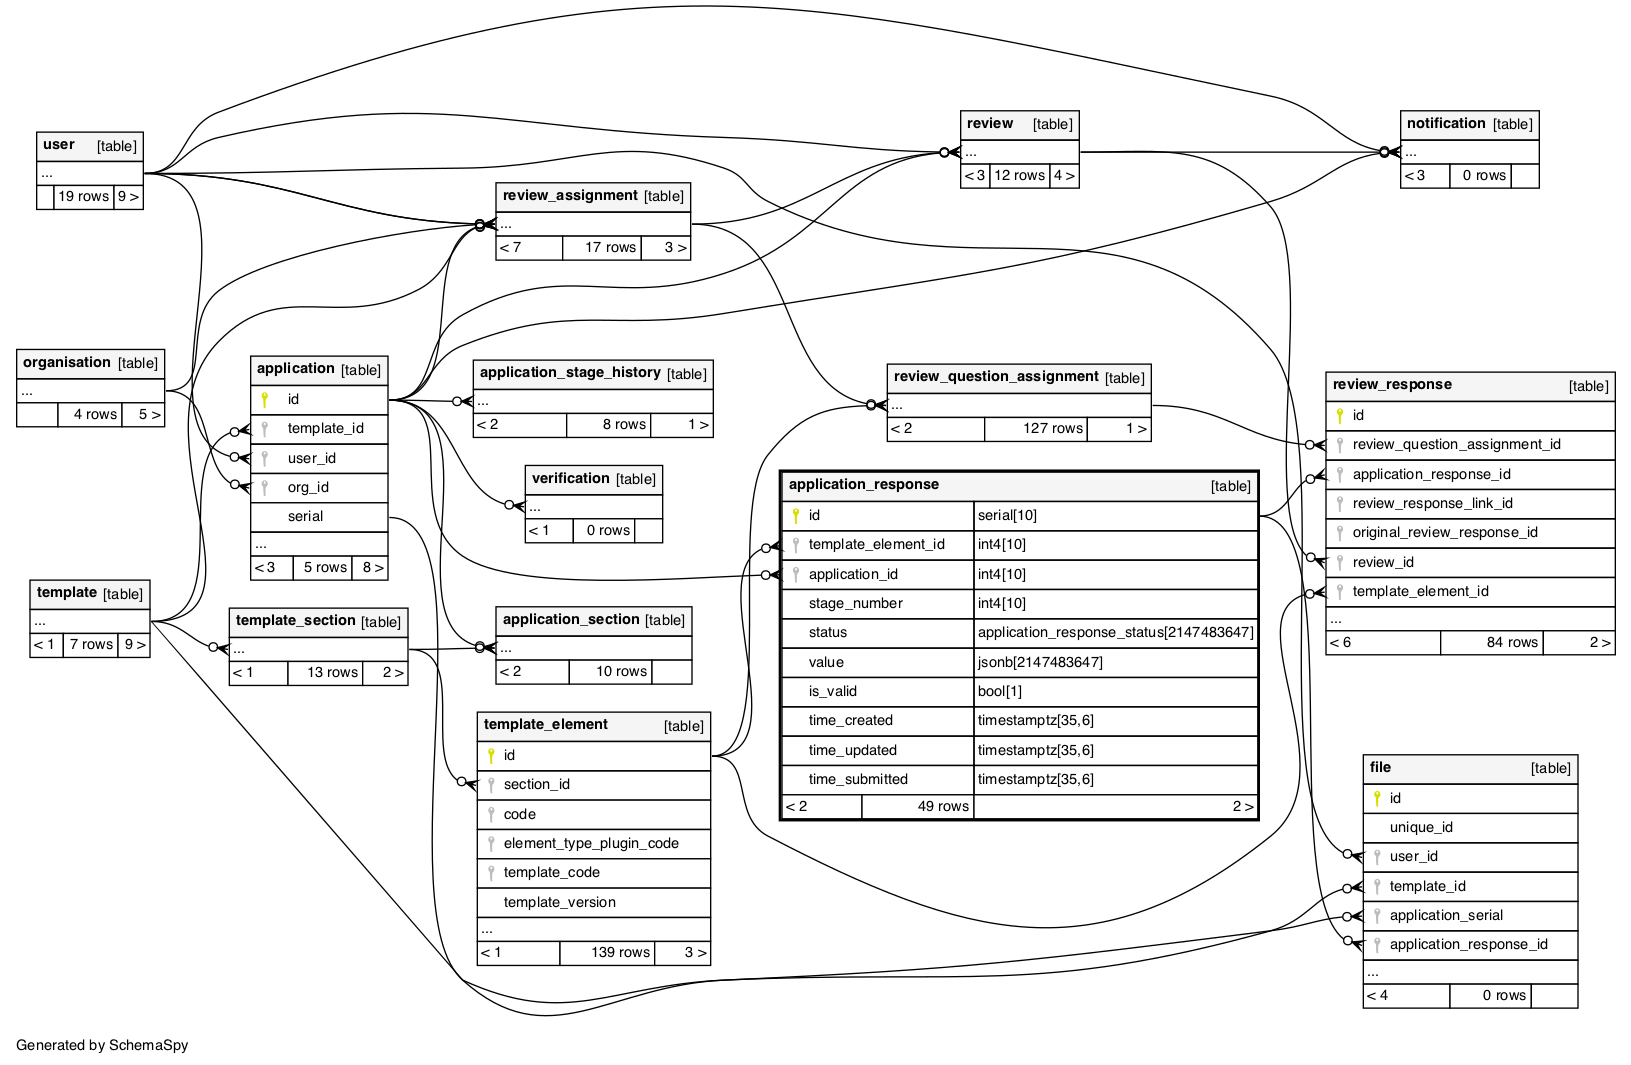 user [table]
...
19 rows 9 >
review [table]
...
< 3 12 rows 4 >
notification [table]
...
< 3 0 rows
review_assignment [table]
...
< 7 17 rows 3 >
organisation [table]
...
4 rows 5 >
application [table]
id
template_id
user_id
org_id
serial
...
< 3 5 rows 8 >
application_stage_history [table]
...
< 2 8 rows 1 >
review_question_assignment [table]
...
< 2 127 rows 1 >
review_response [table]
id
review_question_assignment_id
application_response_id
review_response_link_id
original_review_response_id
review_id
template_element_id
...
< 6 84 rows 2 >
verification [table]
...
< 1 0 rows
application_response [table]
id serial[10]
template_element_id int4[10]
application_id int4[10]
stage_number int4[10]
status application_response_status[2147483647]
value jsonb[2147483647]
is_valid bool[1]
time_created timestamptz[35,6]
time_updated timestamptz[35,6]
time_submitted timestamptz[35,6]
< 2 49 rows 2 >
template [table]
...
< 1 7 rows 9 >
template_section [table]
...
< 1 13 rows 2 >
application_section [table]
...
< 2 10 rows
template_element [table]
id
section_id
code
element_type_plugin_code
template_code
template_version
...
< 1 139 rows 3 >
file [table]
id
unique_id
user_id
template_id
application_serial
application_response_id
...
< 4 0 rows
Generated by SchemaSpy